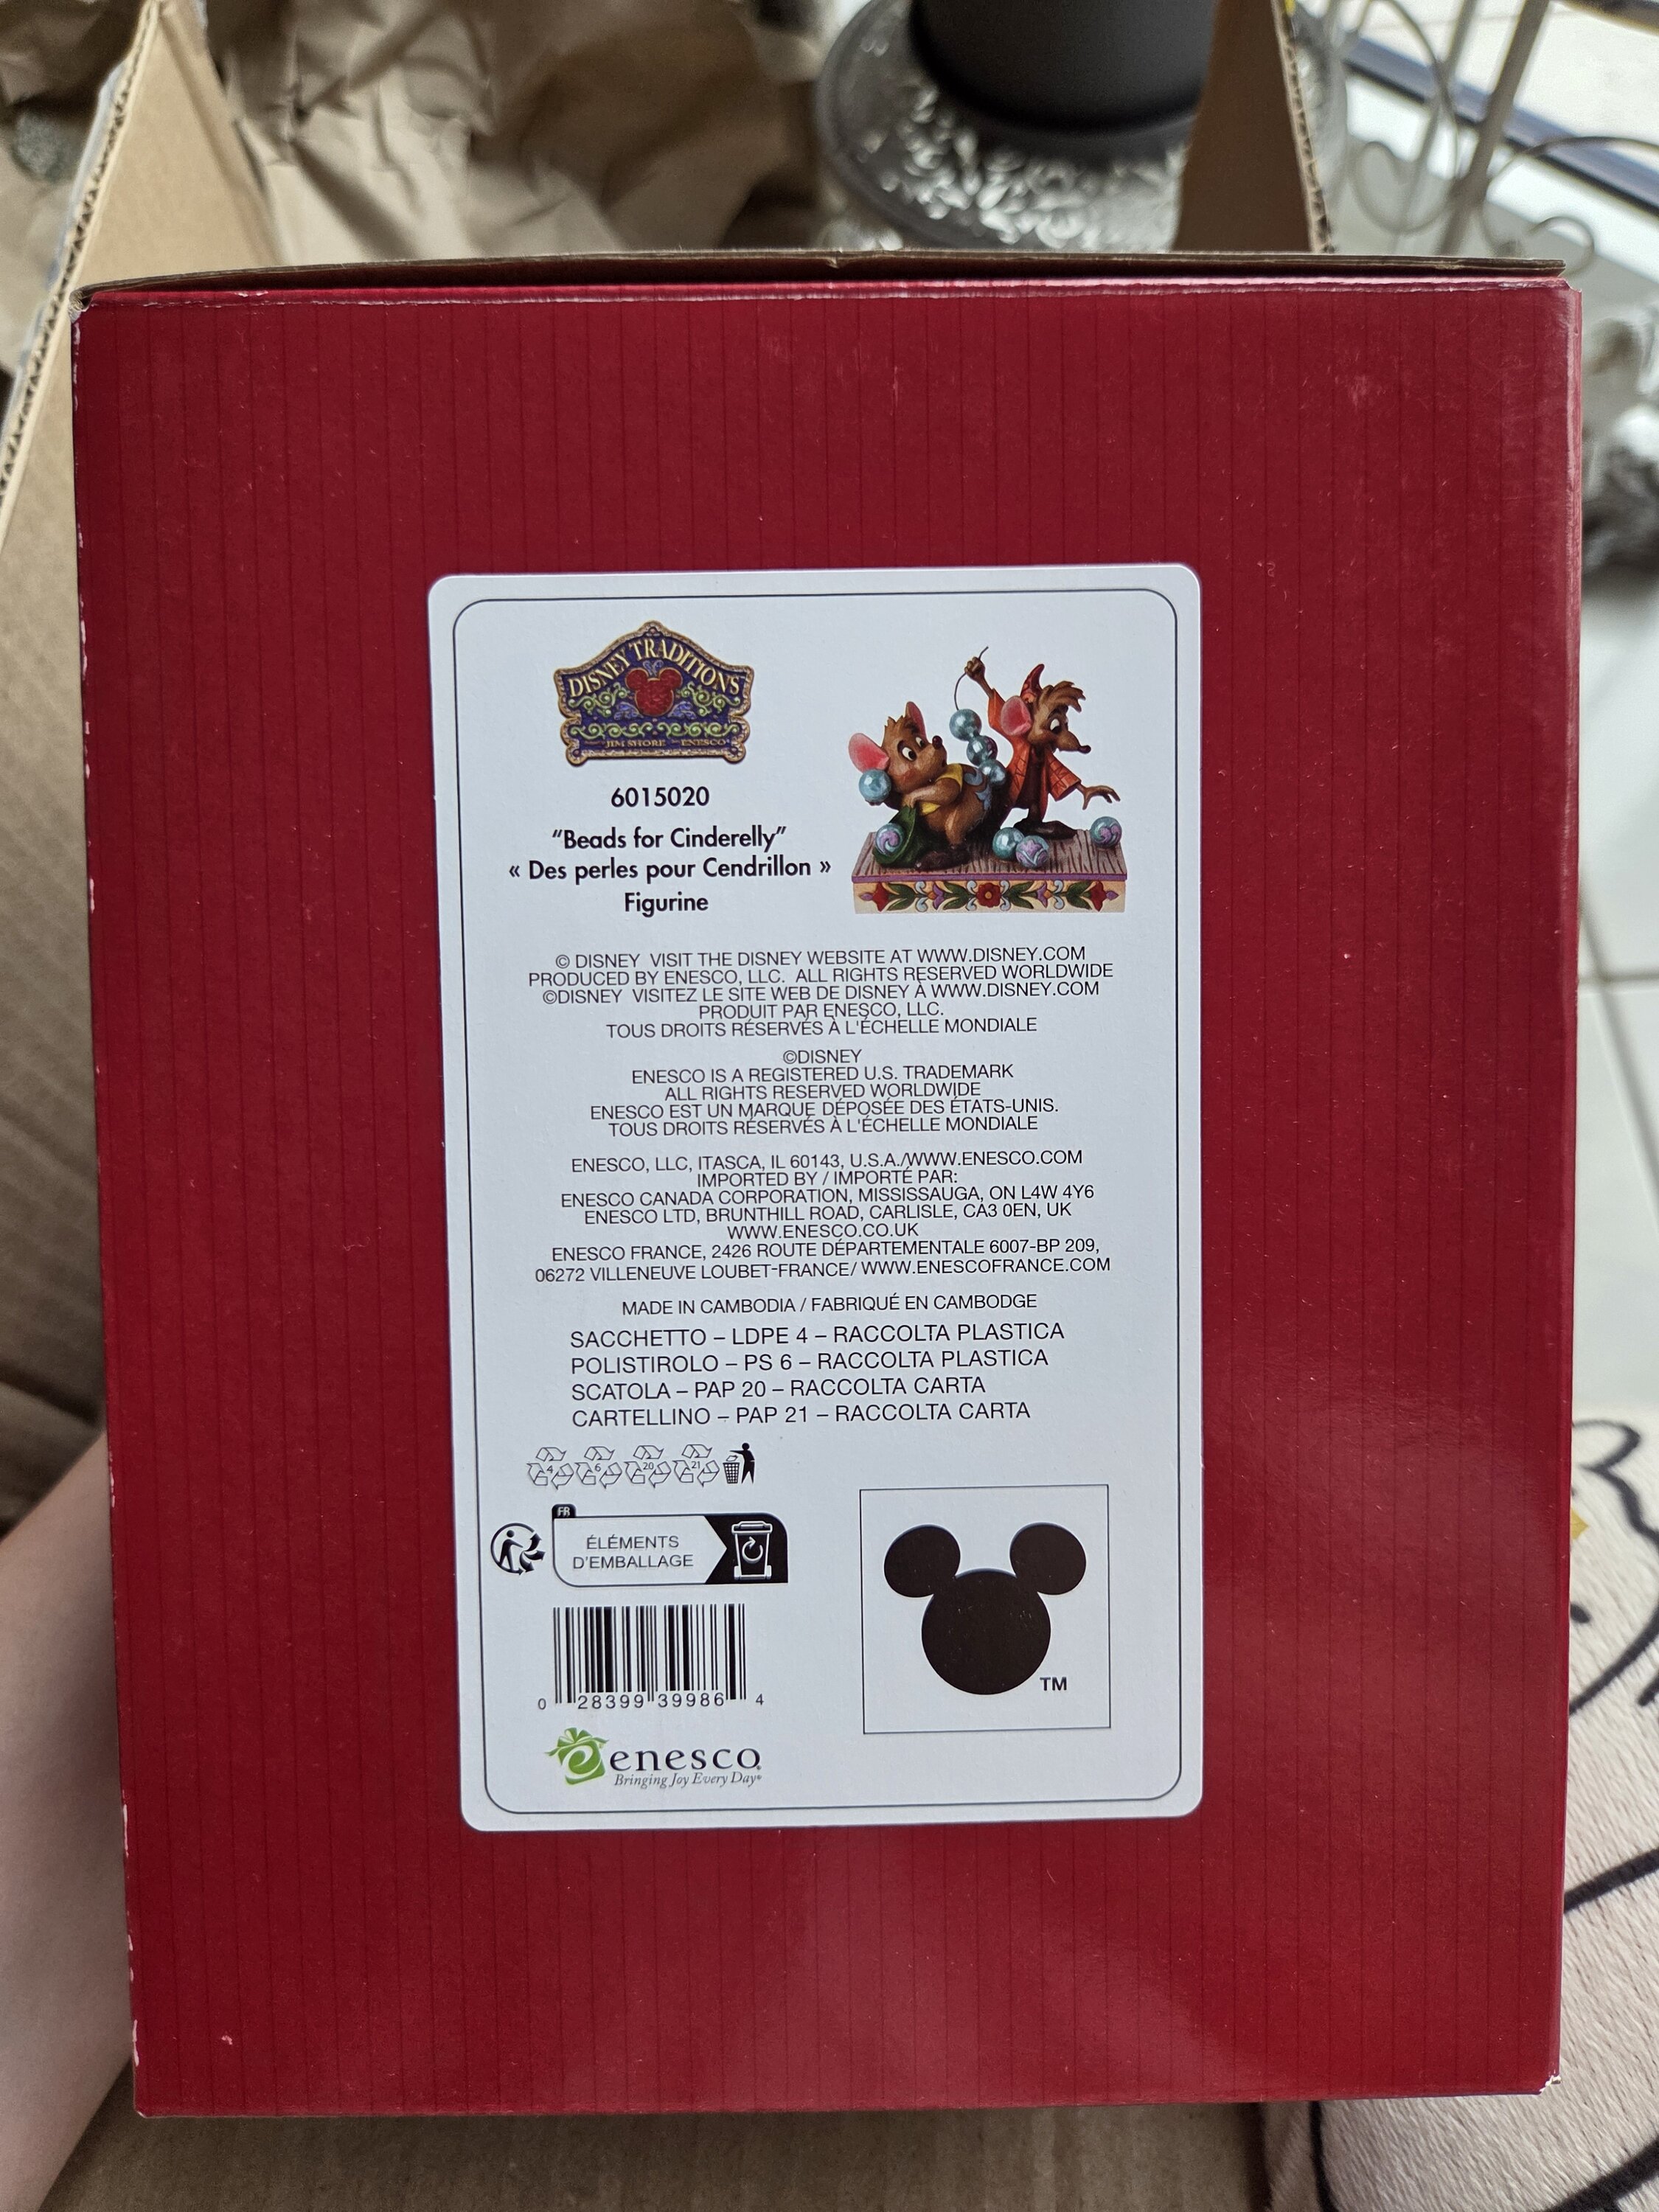 DISNEY TRADITIONS
JIM SHORE ENESCO
6015020
“Beads for Cinderelly”
« Des perles pour Cendrillon »
Figurine
© DISNEY VISIT THE DISNEY WEBSITE AT WWW.DISNEY.COM
PRODUCED BY ENESCO, LLC. ALL RIGHTS RESERVED WORLDWIDE
©DISNEY VISITEZ LE SITE WEB DE DISNEY À WWW.DISNEY.COM
PRODUIT PAR ENESCO, LLC.
TOUS DROITS RÉSERVÉS À L'ÉCHELLE MONDIALE
©DISNEY
ENESCO IS A REGISTERED U.S. TRADEMARK
ALL RIGHTS RESERVED WORLDWIDE
ENESCO EST UN MARQUE DÉPOSÉE DES ÉTATS-UNIS.
TOUS DROITS RÉSERVÉS À L'ÉCHELLE MONDIALE
ENESCO, LLC, ITASCA, IL 60143, U.S.A./WWW.ENESCO.COM
IMPORTED BY / IMPORTÉ PAR:
ENESCO CANADA CORPORATION, MISSISSAUGA, ON L4W 4Y6
ENESCO LTD, BRUNTHILL ROAD, CARLISLE, CA3 0EN, UK
WWW.ENESCO.CO.UK
ENESCO FRANCE, 2426 ROUTE DÉPARTEMENTALE 6007-BP 209,
06272 VILLENEUVE LOUBET-FRANCE/ WWW.ENESCOFRANCE.COM
MADE IN CAMBODIA / FABRIQUÉ EN CAMBODGE
SACCHETTO – LDPE 4 – RACCOLTA PLASTICA
POLISTIROLO – PS 6 – RACCOLTA PLASTICA
SCATOLA – PAP 20 – RACCOLTA CARTA
CARTELLINO – PAP 21 – RACCOLTA CARTA
4 6 20 21
FR
ÉLÉMENTS
D'EMBALLAGE
0 28399 39986 4
TM
enesco®
Bringing Joy Every Day®